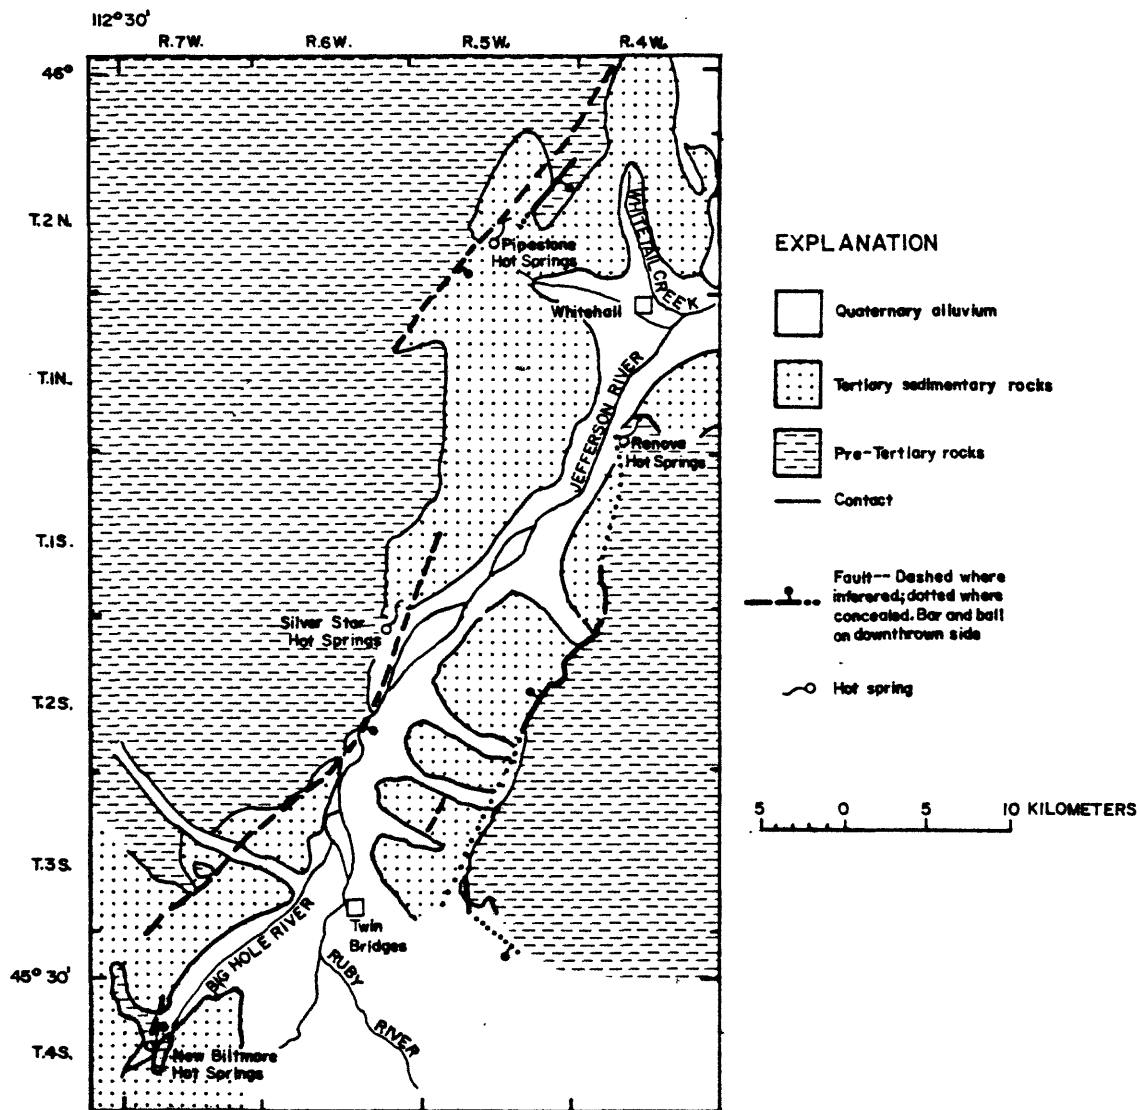 112°30'
R.7W. R.6W. R.5W. R.4W.
46°
T.2N.
T.1N.
T.1S.
T.2S.
T.3S.
45°30'
T.4S.
Pipestone
Hot Springs
WHITETAIL CREEK
Whitehall
JEFFERSON RIVER
Renova
Hot Springs
Silver Star
Hot Springs
BIG HOLE RIVER
Twin
Bridges
RUBY
RIVER
New Biltmore
Hot Springs
EXPLANATION
Quaternary alluvium
Tertiary sedimentary rocks
Pre-Tertiary rocks
Contact
Fault-- Dashed where
inferred; dotted where
concealed. Bar and ball
on downthrown side
Hot spring
5 0 5 10 KILOMETERS